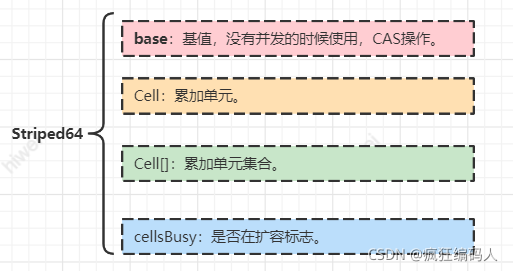 base：基值，没有并发的时候使用，CAS操作。
Cell：累加单元。
Striped64
Cell[]：累加单元集合。
cellsBusy：是否在扩容标志。
CSDN @疯狂编码人